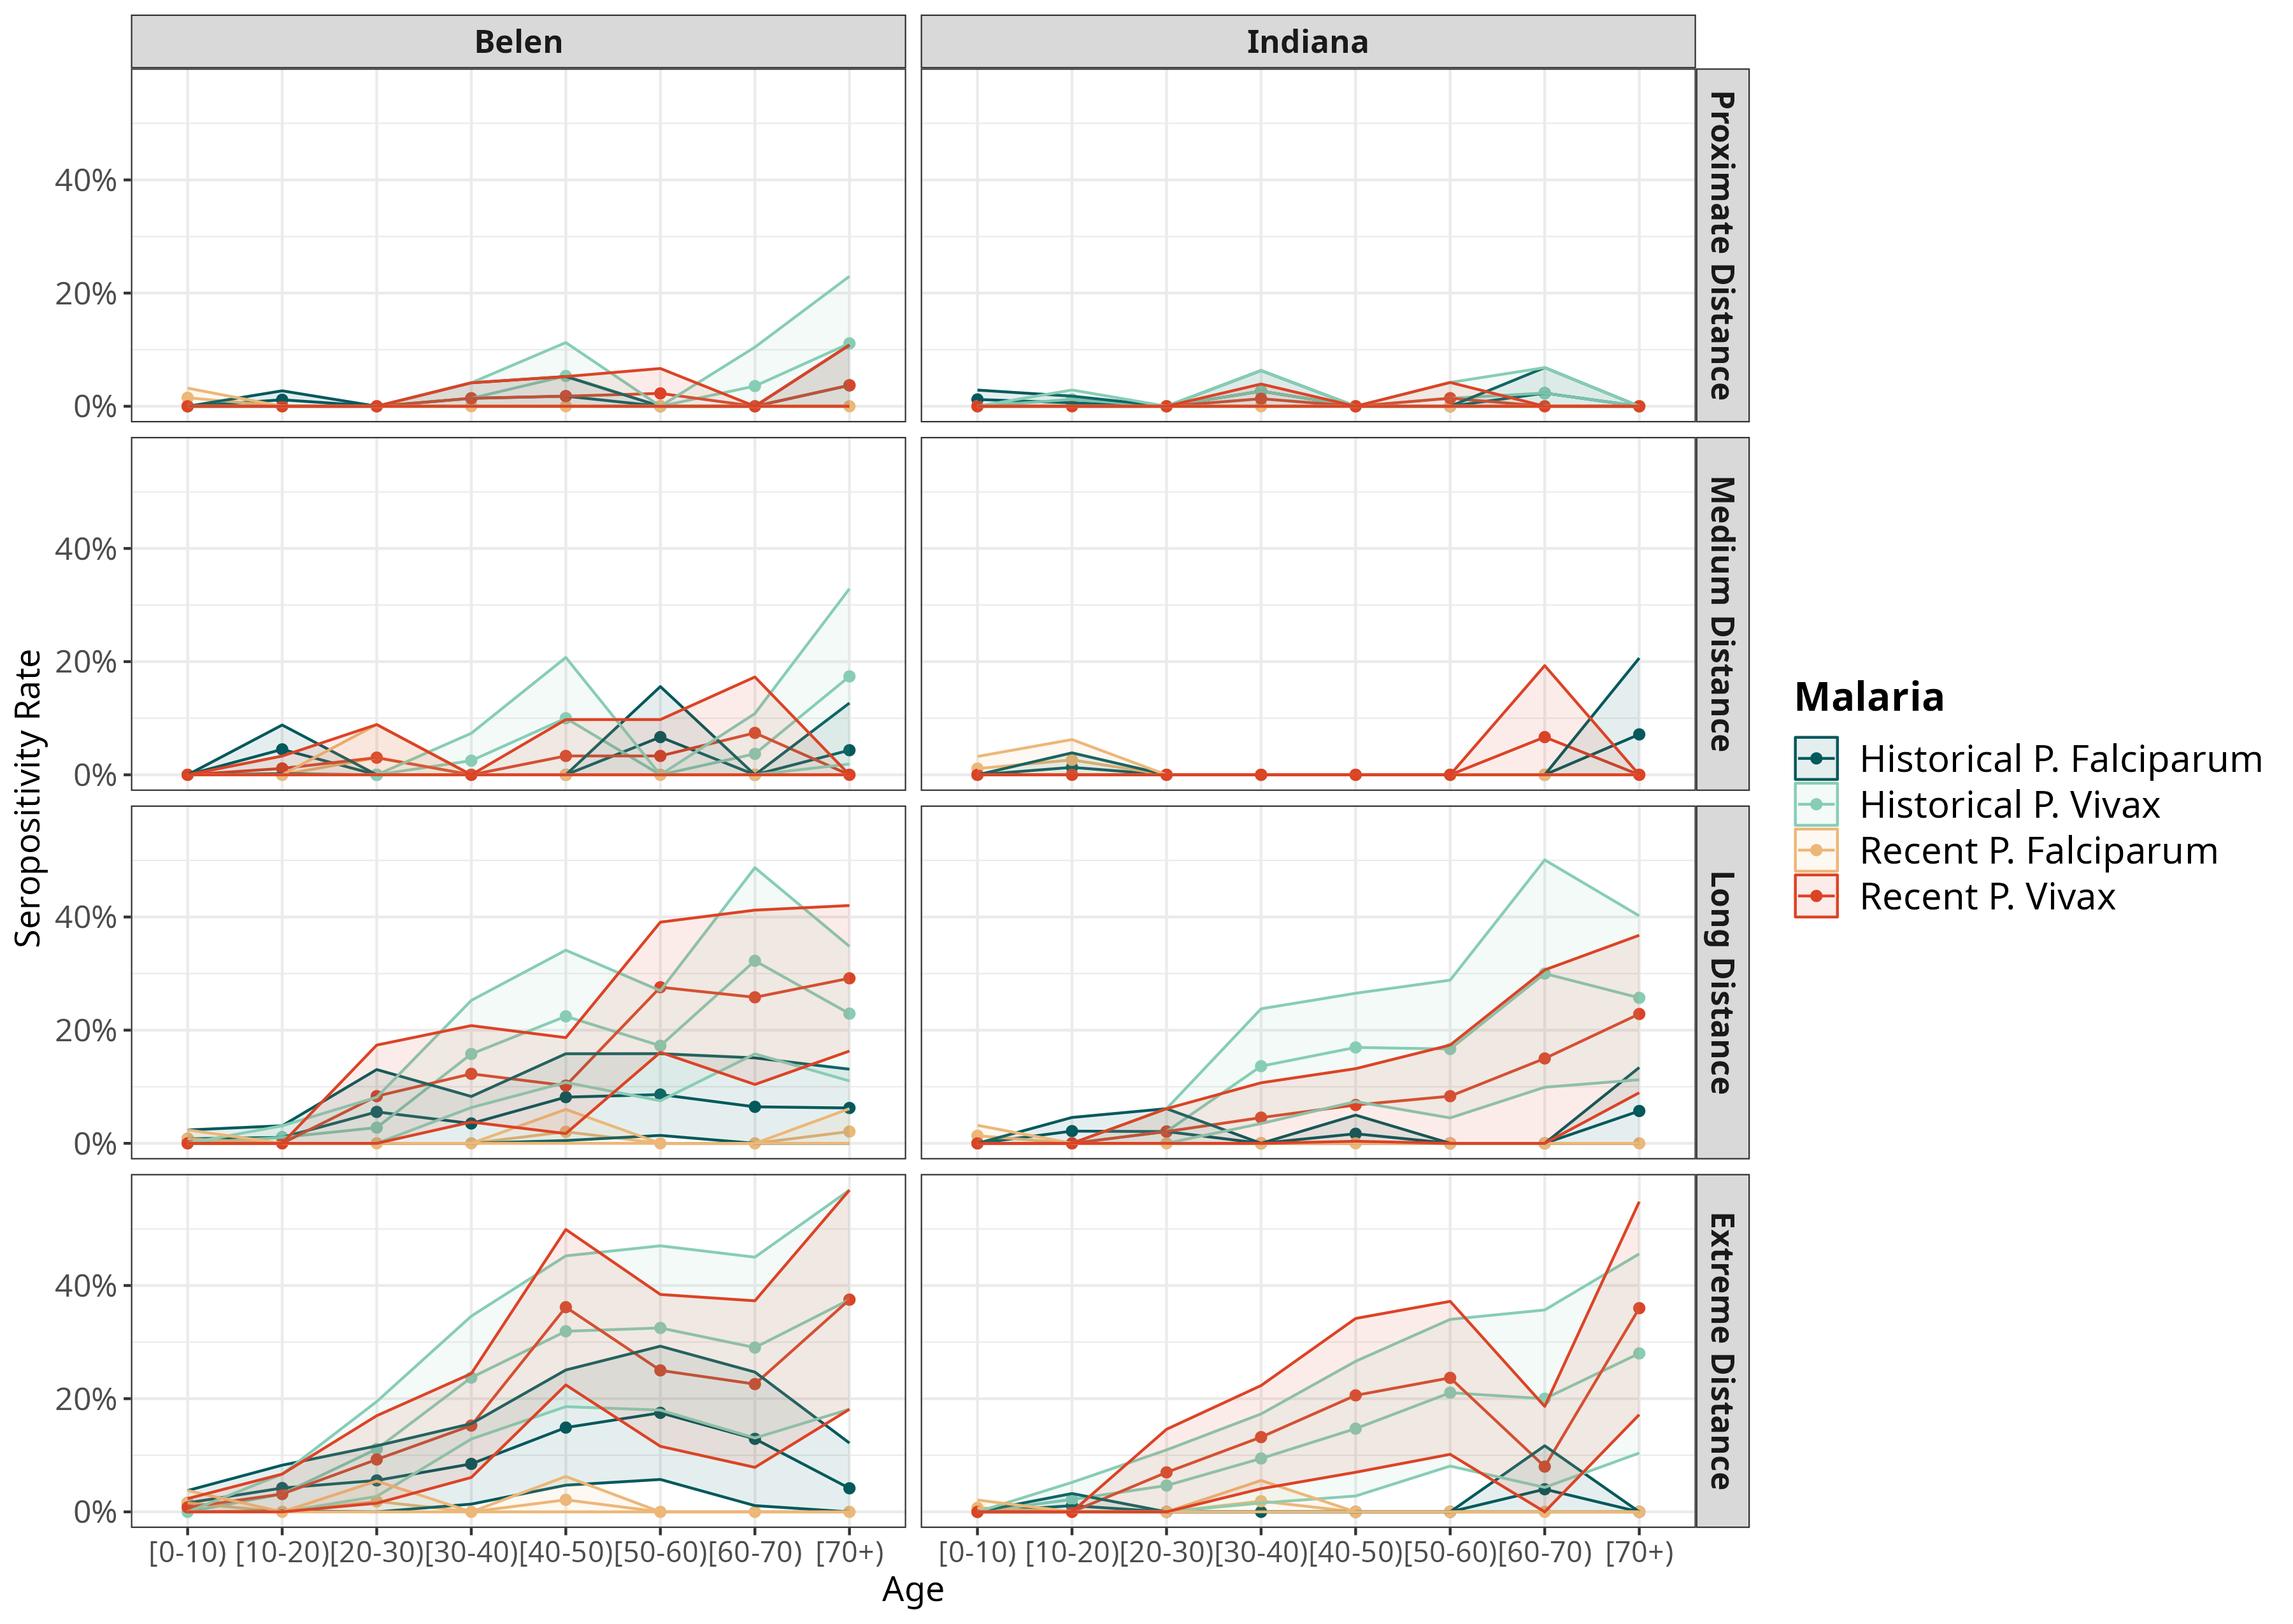 Belen
Indiana
40%
20%
0%
Proximate Distance
40%
20%
0%
Medium Distance
40%
20%
0%
Long Distance
40%
20%
0%
Extreme Distance
[0-10) [10-20) [20-30) [30-40) [40-50) [50-60) [60-70) [70+)
[0-10) [10-20) [20-30) [30-40) [40-50) [50-60) [60-70) [70+)
Age
Seropositivity Rate
Malaria
Historical P. Falciparum
Historical P. Vivax
Recent P. Falciparum
Recent P. Vivax